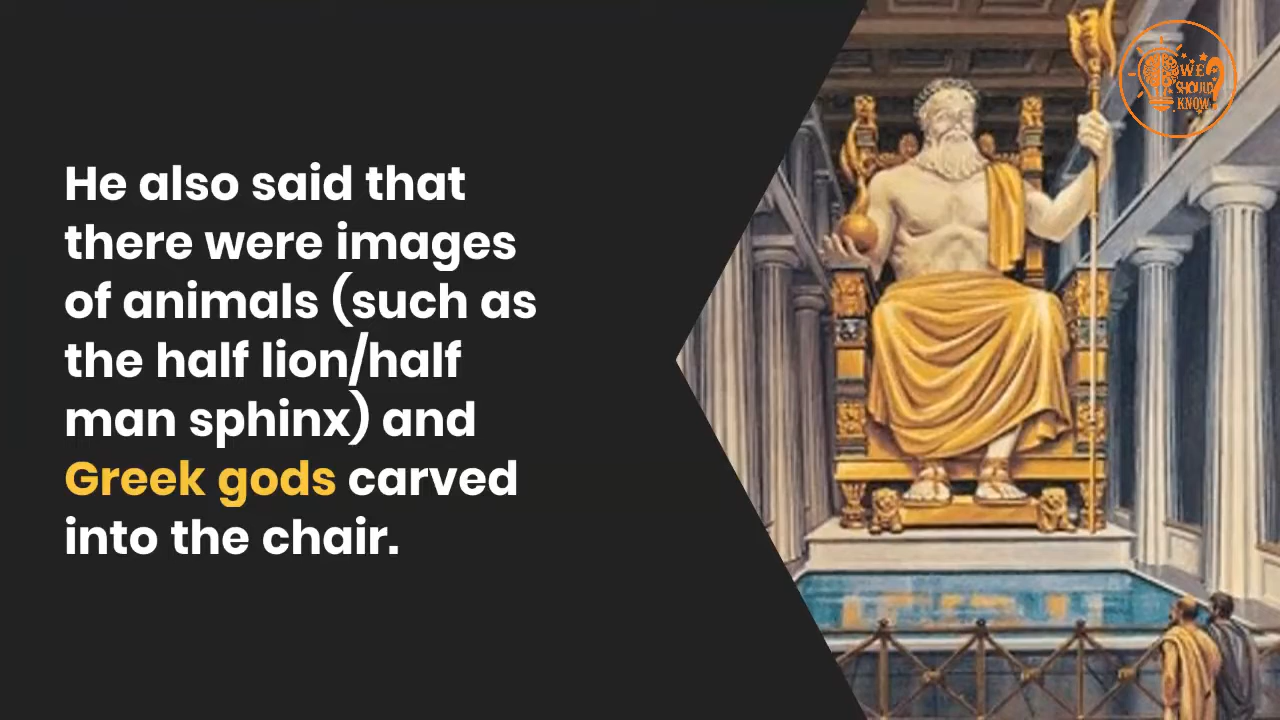 He also said that
there were images
of animals (such as
the half lion/half
man sphinx) and
Greek gods carved
into the chair.
WE
SHOULD
KNOW